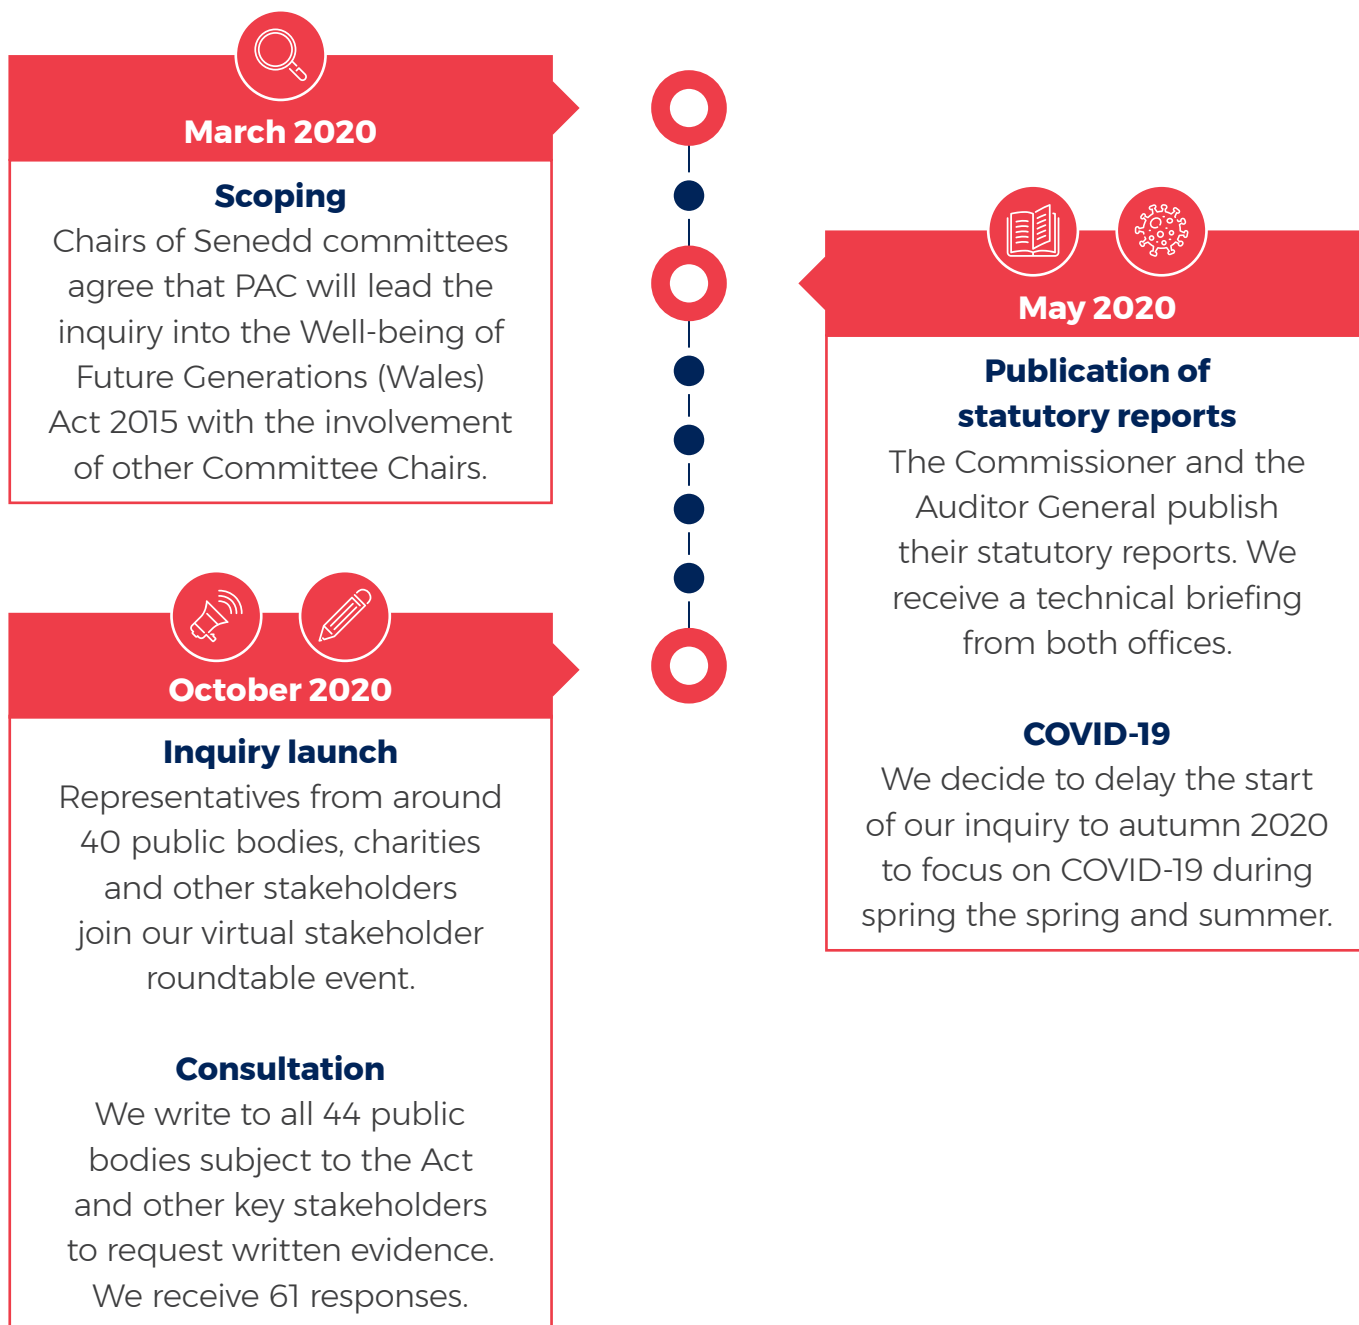 March 2020
Scoping
Chairs of Senedd committees
agree that PAC will lead the
inquiry into the Well-being of
Future Generations (Wales)
Act 2015 with the involvement
of other Committee Chairs.
May 2020
Publication of
statutory reports
The Commissioner and the
Auditor General publish
their statutory reports. We
receive a technical briefing
from both offices.
COVID-19
We decide to delay the start
of our inquiry to autumn 2020
to focus on COVID-19 during
spring the spring and summer.
October 2020
Inquiry launch
Representatives from around
40 public bodies, charities
and other stakeholders
join our virtual stakeholder
roundtable event.
Consultation
We write to all 44 public
bodies subject to the Act
and other key stakeholders
to request written evidence.
We receive 61 responses.